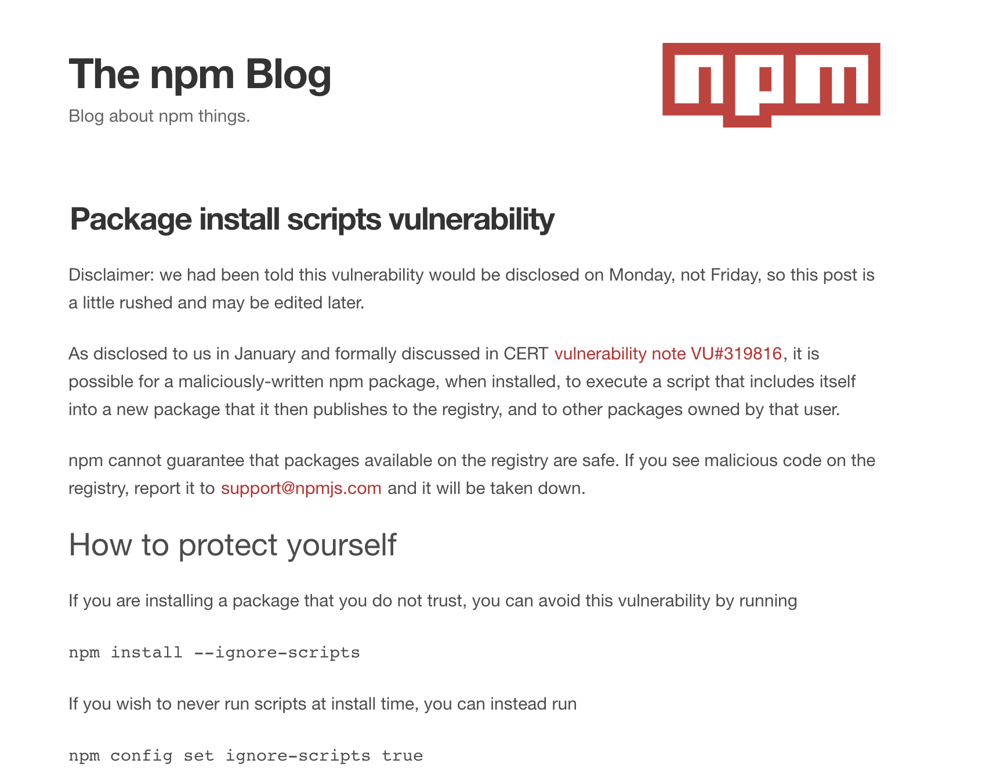 The npm Blog
npm
Blog about npm things.
Package install scripts vulnerability
Disclaimer: we had been told this vulnerability would be disclosed on Monday, not Friday, so this post is
a little rushed and may be edited later.
As disclosed to us in January and formally discussed in CERT vulnerability note VU#319816, it is
possible for a maliciously-written npm package, when installed, to execute a script that includes itself
into a new package that it then publishes to the registry, and to other packages owned by that user.
npm cannot guarantee that packages available on the registry are safe. If you see malicious code on the
registry, report it to support@npmjs.com and it will be taken down.
How to protect yourself
If you are installing a package that you do not trust, you can avoid this vulnerability by running
npm install --ignore-scripts
If you wish to never run scripts at install time, you can instead run
npm config set ignore-scripts true